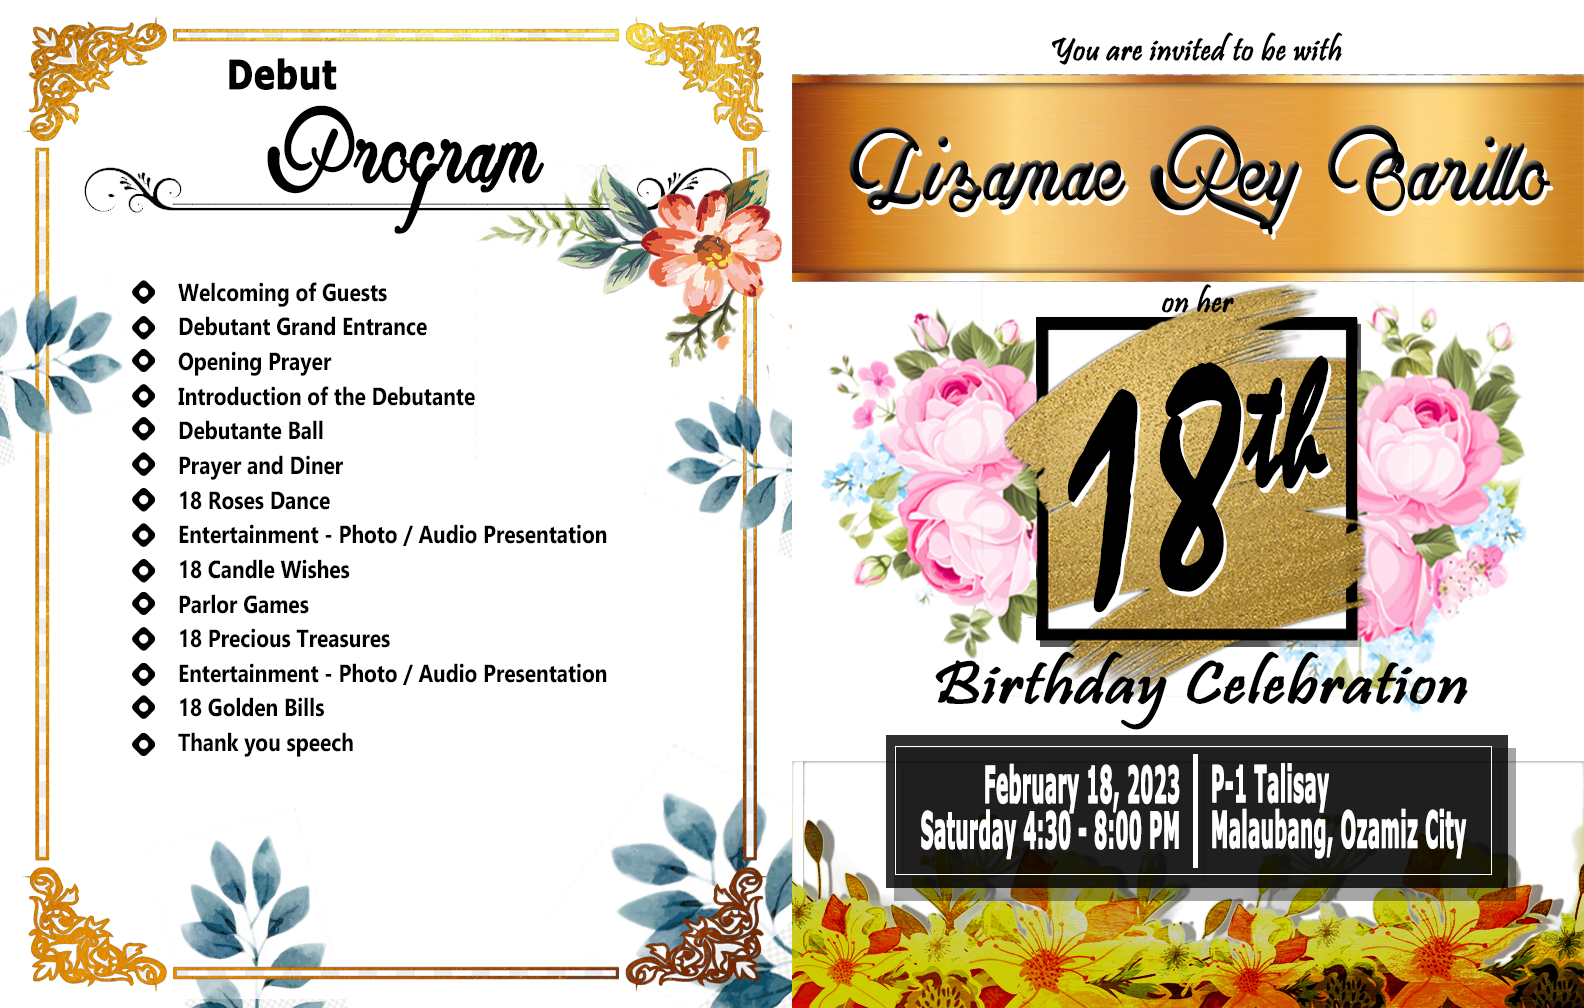 Debut
Program
Welcoming of Guests
Debutant Grand Entrance
Opening Prayer
Introduction of the Debutante
Debutante Ball
Prayer and Diner
18 Roses Dance
Entertainment - Photo / Audio Presentation
18 Candle Wishes
Parlor Games
18 Precious Treasures
Entertainment - Photo / Audio Presentation
18 Golden Bills
Thank you speech
You are invited to be with
Lizamae Rey Barillo
on her
18th
Birthday Celebration
February 18, 2023
Saturday 4:30 - 8:00 PM
P-1 Talisay
Malaubang, Ozamiz City